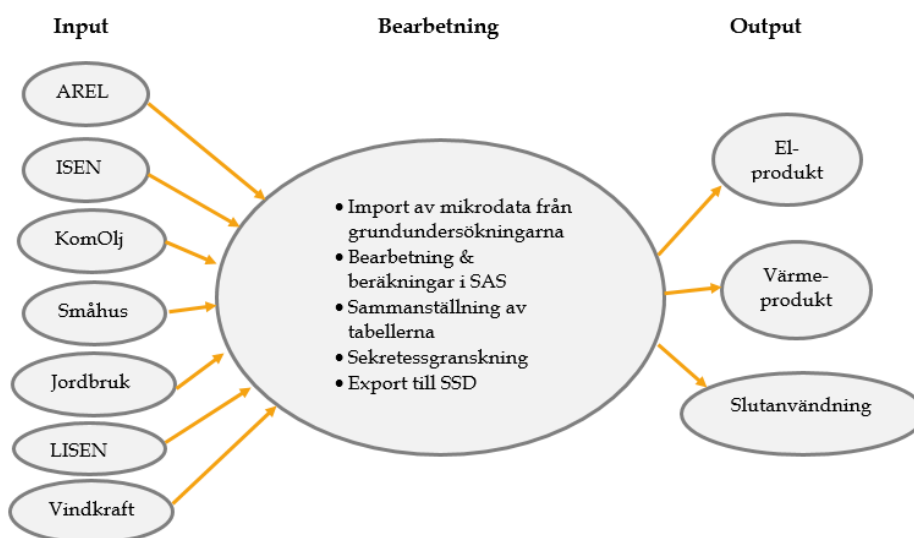 Input
Bearbetning
Output
AREL
ISEN
KomOlj
Småhus
Jordbruk
LISEN
Vindkraft
• Import av mikrodata från
grundundersökningarna
• Bearbetning &
beräkningar i SAS
• Sammanställning av
tabellerna
• Sekretessgranskning
• Export till SSD
El-
produkt
Värme-
produkt
Slutanvändning